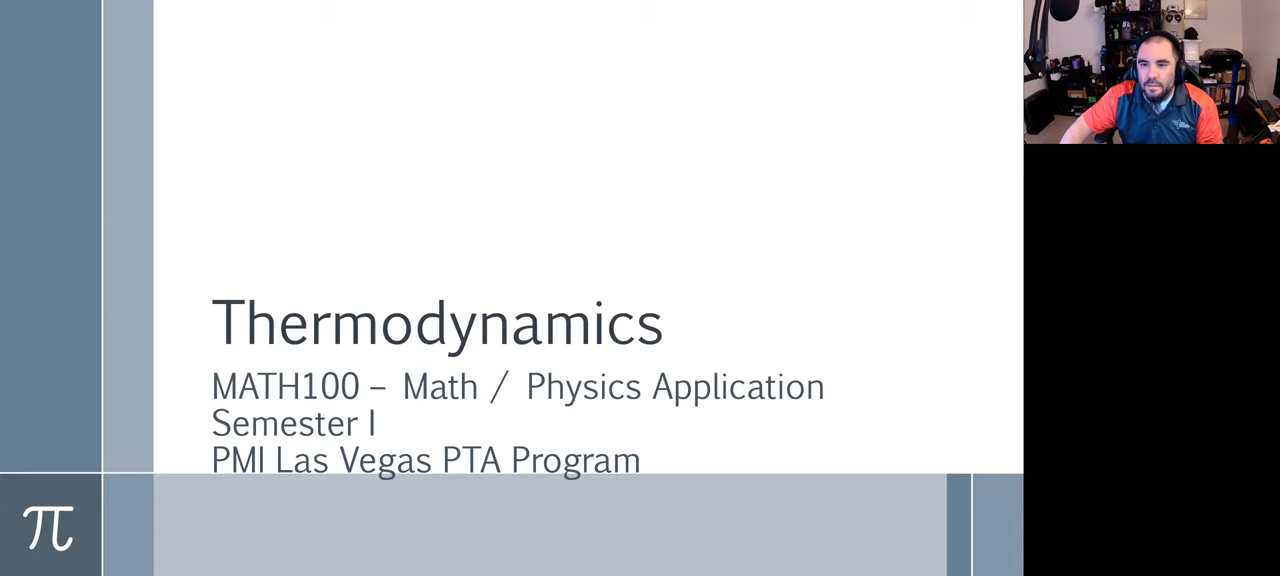 Thermodynamics
MATH100 – Math / Physics Application
Semester I
PMI Las Vegas PTA Program
π